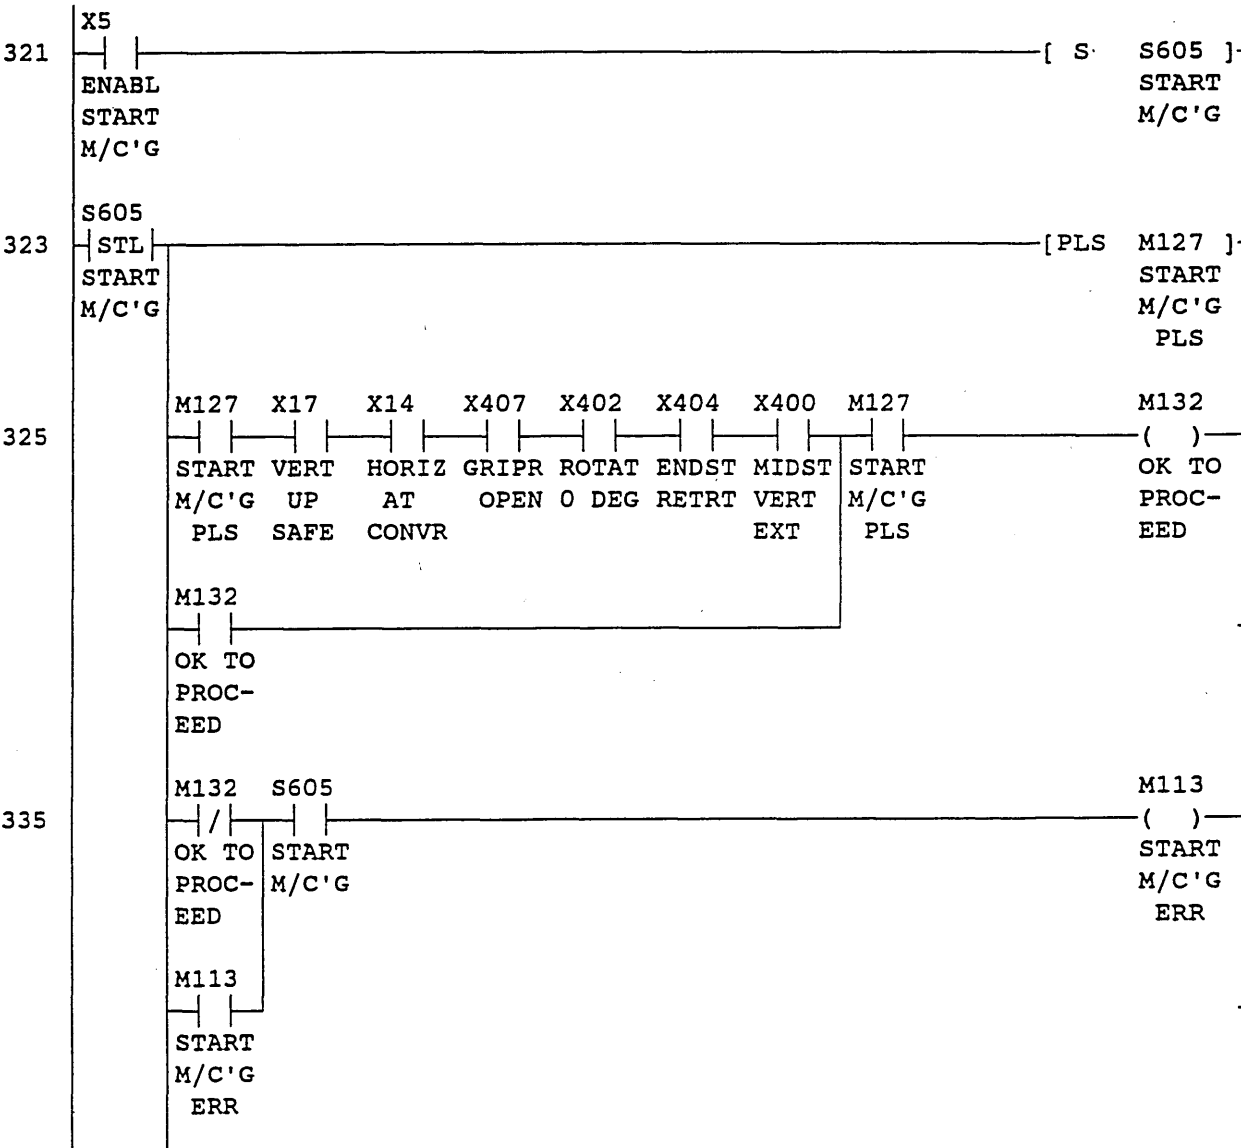 X5
321 [ S S605 ]
ENABL START
START M/C'G
M/C'G
S605
323 STL [PLS M127 ]
START START
M/C'G M/C'G
PLS
M127 X17 X14 X407 X402 X404 X400 M127 M132
325 ( )
START VERT HORIZ GRIPR ROTAT ENDST MIDST START OK TO
M/C'G UP AT OPEN 0 DEG RETRT VERT M/C'G PROC-
PLS SAFE CONVR EXT PLS EED
M132
OK TO
PROC-
EED
M132 S605 M113
335 / ( )
OK TO START START
PROC- M/C'G M/C'G
EED ERR
M113
START
M/C'G
ERR